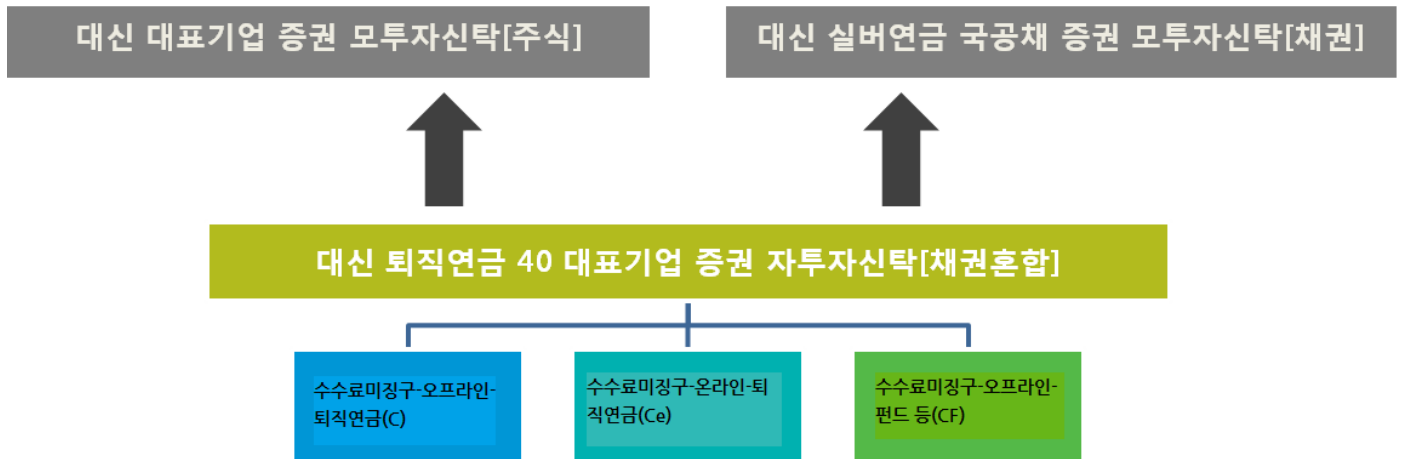 대신 대표기업 증권 모투자신탁[주식]
대신 실버연금 국공채 증권 모투자신탁[채권]
대신 퇴직연금 40 대표기업 증권 자투자신탁[채권혼합]
수수료미징구-오프라인-
퇴직연금(C)
수수료미징구-온라인-퇴
직연금(Ce)
수수료미징구-오프라인-
펀드 등(CF)